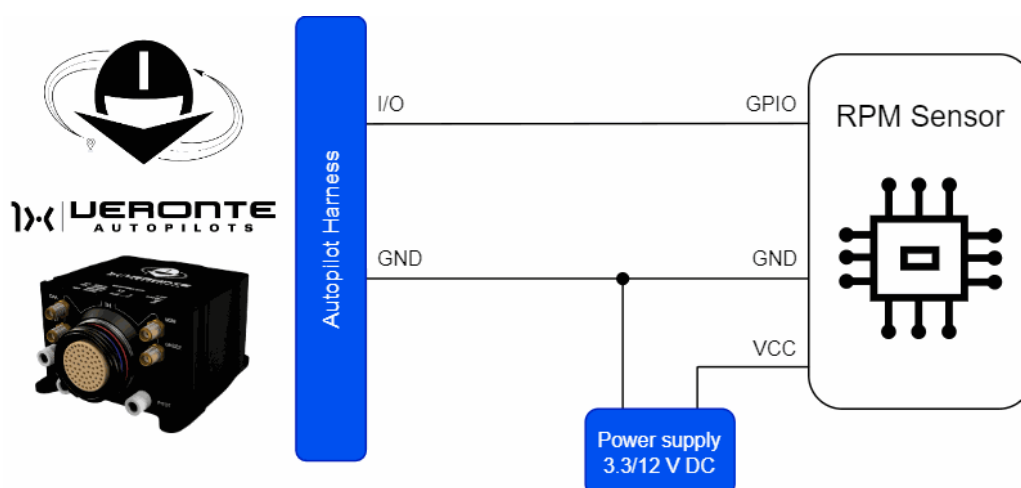 VERONTE
AUTOPILOTS
Autopilot Harness
I/O
GPIO
GND
GND
VCC
RPM Sensor
Power supply
3.3/12 V DC